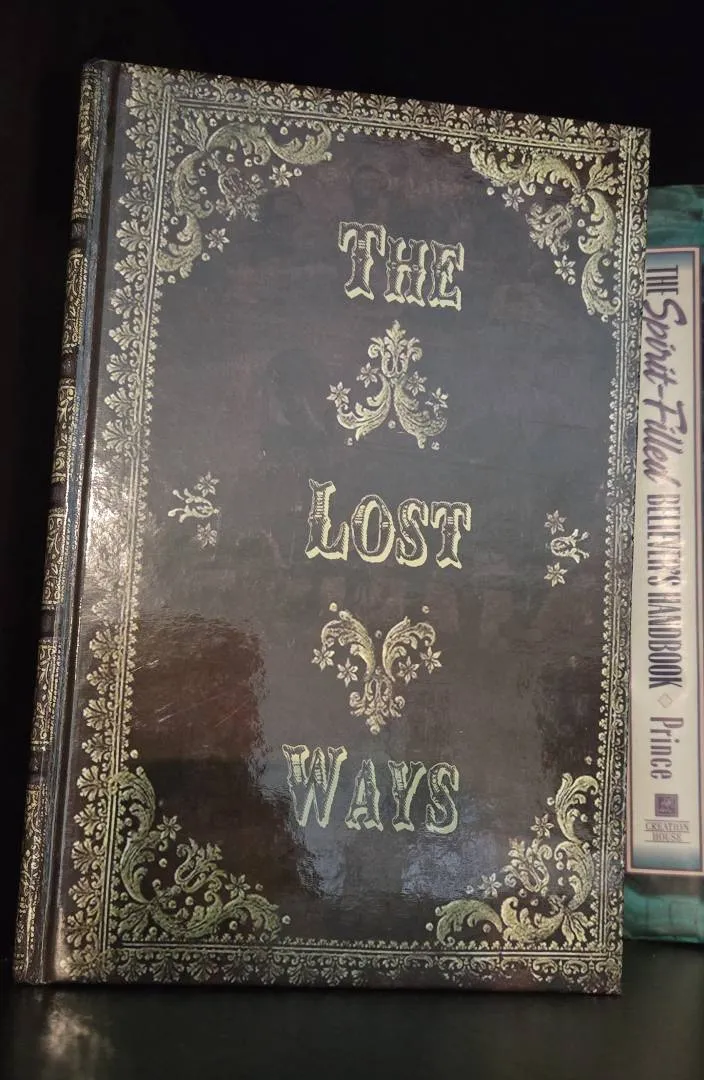 THE
LOST
WAYS
THE Spirit-Filled BELIEVER'S HANDBOOK ◇ Prince
CREATION
HOUSE